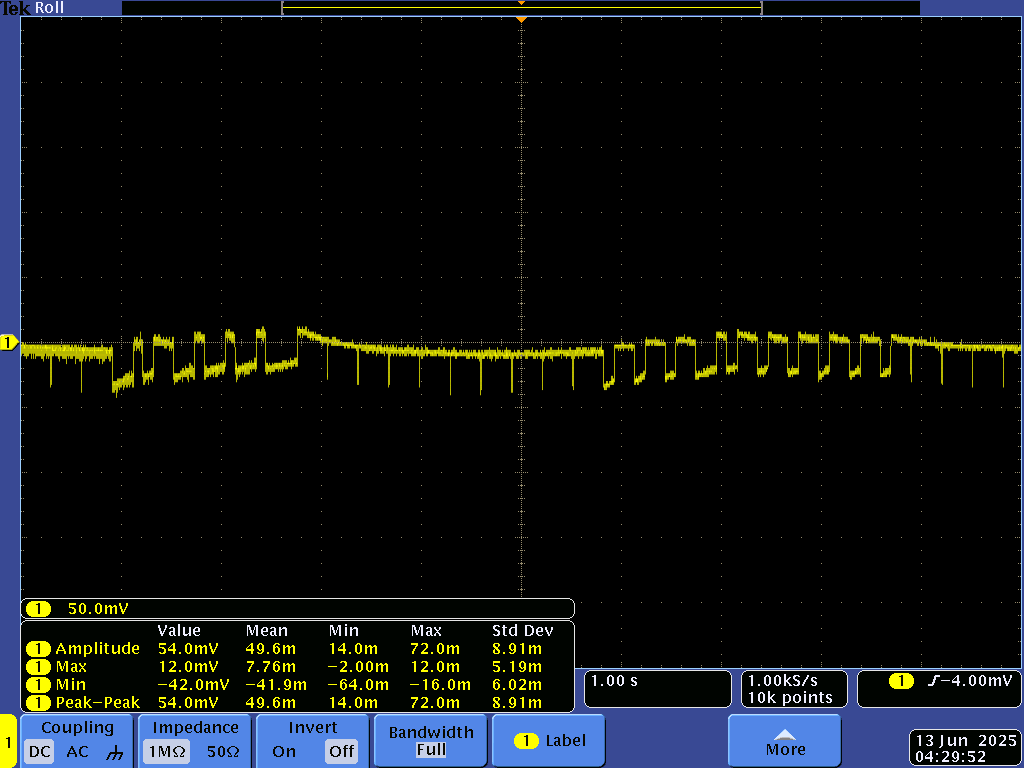 Tek Roll
1
1 50.0mV
Value Mean Min Max Std Dev
1 Amplitude 54.0mV 49.6m 14.0m 72.0m 8.91m
1 Max 12.0mV 7.76m −2.00m 12.0m 5.19m
1 Min −42.0mV −41.9m −64.0m −16.0m 6.02m
1 Peak-Peak 54.0mV 49.6m 14.0m 72.0m 8.91m
1.00 s
1.00kS/s
10k points
1 −4.00mV
1
Coupling
DC AC
Impedance
1MΩ 50Ω
Invert
On Off
Bandwidth
Full
1 Label
More
13 Jun 2025
04:29:52